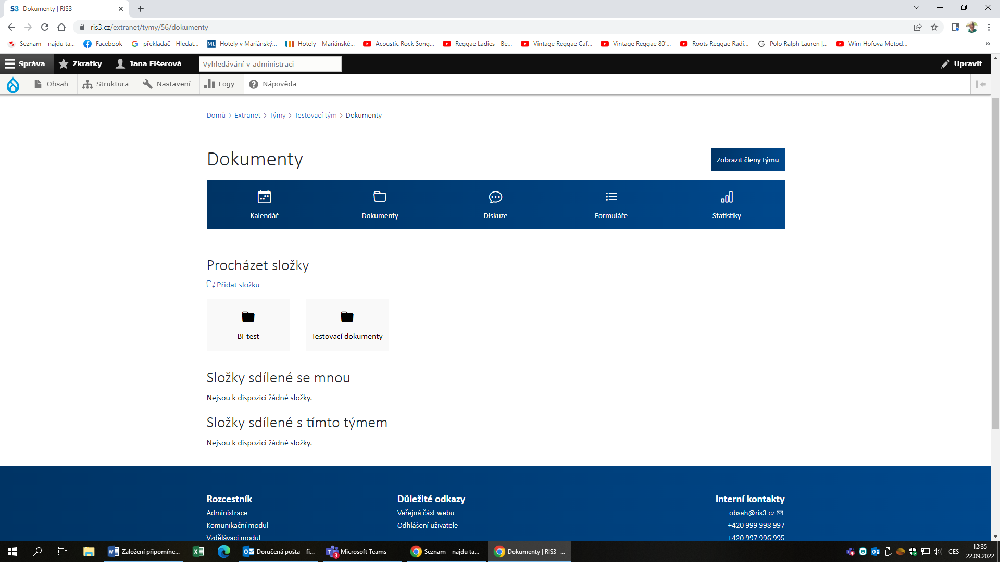 S3 Dokumenty | RIS3
ris3.cz/extranet/tymy/56/dokumenty
Seznam – najdu ta... Facebook překladač - Hledat... ML Hotely v Mariánský... Hotely - Mariánské... Acoustic Rock Song... Reggae Ladies - Be... Vintage Reggae Caf... Vintage Reggae 80'... Roots Reggae Radi... Polo Ralph Lauren |... Wim Hofova Metod... »
Správa Zkratky Jana Fišerová Vyhledávání v administraci Upravit
Obsah Struktura Nastavení Logy Nápověda
Domů > Extranet > Týmy > Testovací tým > Dokumenty
Dokumenty
Zobrazit členy týmu
Kalendář Dokumenty Diskuze Formuláře Statistiky
Procházet složky
Přidat složku
BI-test Testovací dokumenty
Složky sdílené se mnou
Nejsou k dispozici žádné složky.
Složky sdílené s tímto týmem
Nejsou k dispozici žádné složky.
Rozcestník Důležité odkazy Interní kontakty
Administrace Veřejná část webu obsah@ris3.cz
Komunikační modul Odhlášení uživatele +420 999 998 997
Vzdělávací modul +420 997 996 995
Založení připomíne... Doručená pošta – fi... 3 Microsoft Teams Seznam – najdu ta... Dokumenty | RIS3 -... CES 12:35
22.09.2022